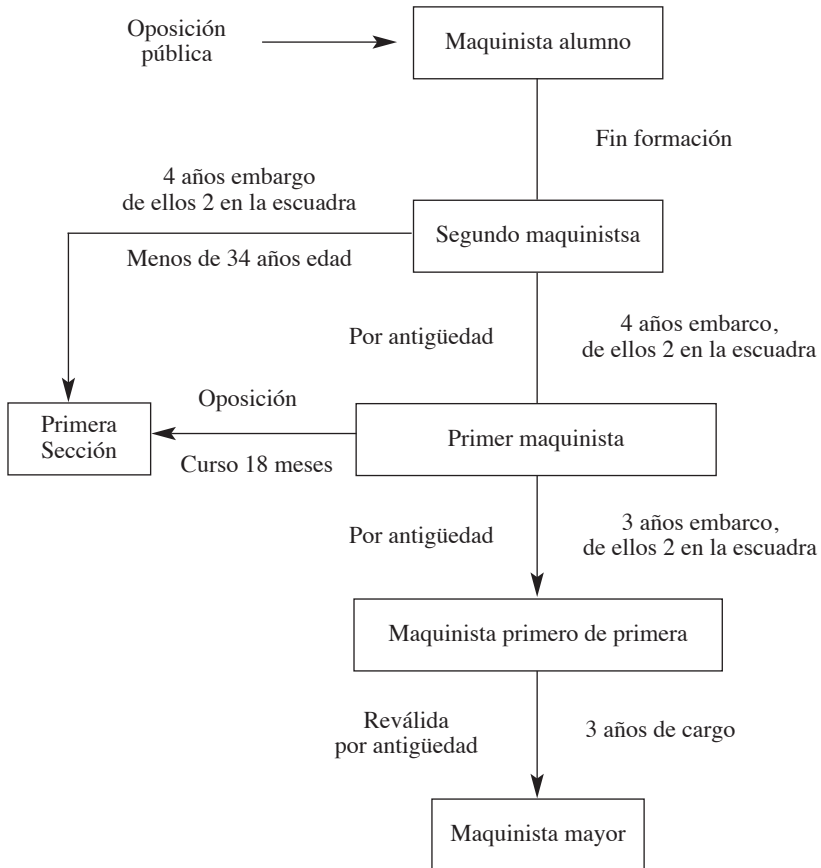 Oposición
pública
Maquinista alumno
Fin formación
4 años embargo
de ellos 2 en la escuadra
Segundo maquinistsa
Menos de 34 años edad
Por antigüedad
4 años embarco,
de ellos 2 en la escuadra
Oposición
Primera
Sección
Primer maquinista
Curso 18 meses
Por antigüedad
3 años embarco,
de ellos 2 en la escuadra
Maquinista primero de primera
Reválida
por antigüedad
3 años de cargo
Maquinista mayor